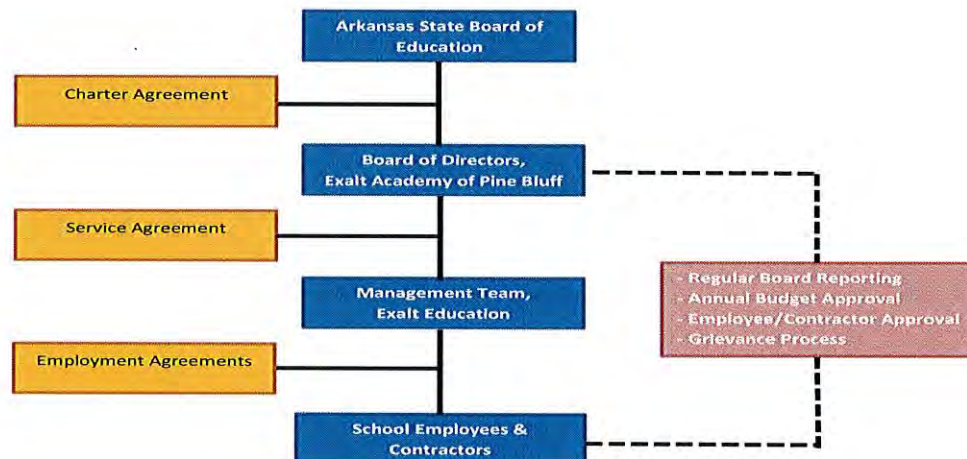 Arkansas State Board of
Education
Charter Agreement
Board of Directors,
Exalt Academy of Pine Bluff
Service Agreement
- Regular Board Reporting
- Annual Budget Approval
- Employee/Contractor Approval
- Grievance Process
Management Team,
Exalt Education
Employment Agreements
School Employees &
Contractors